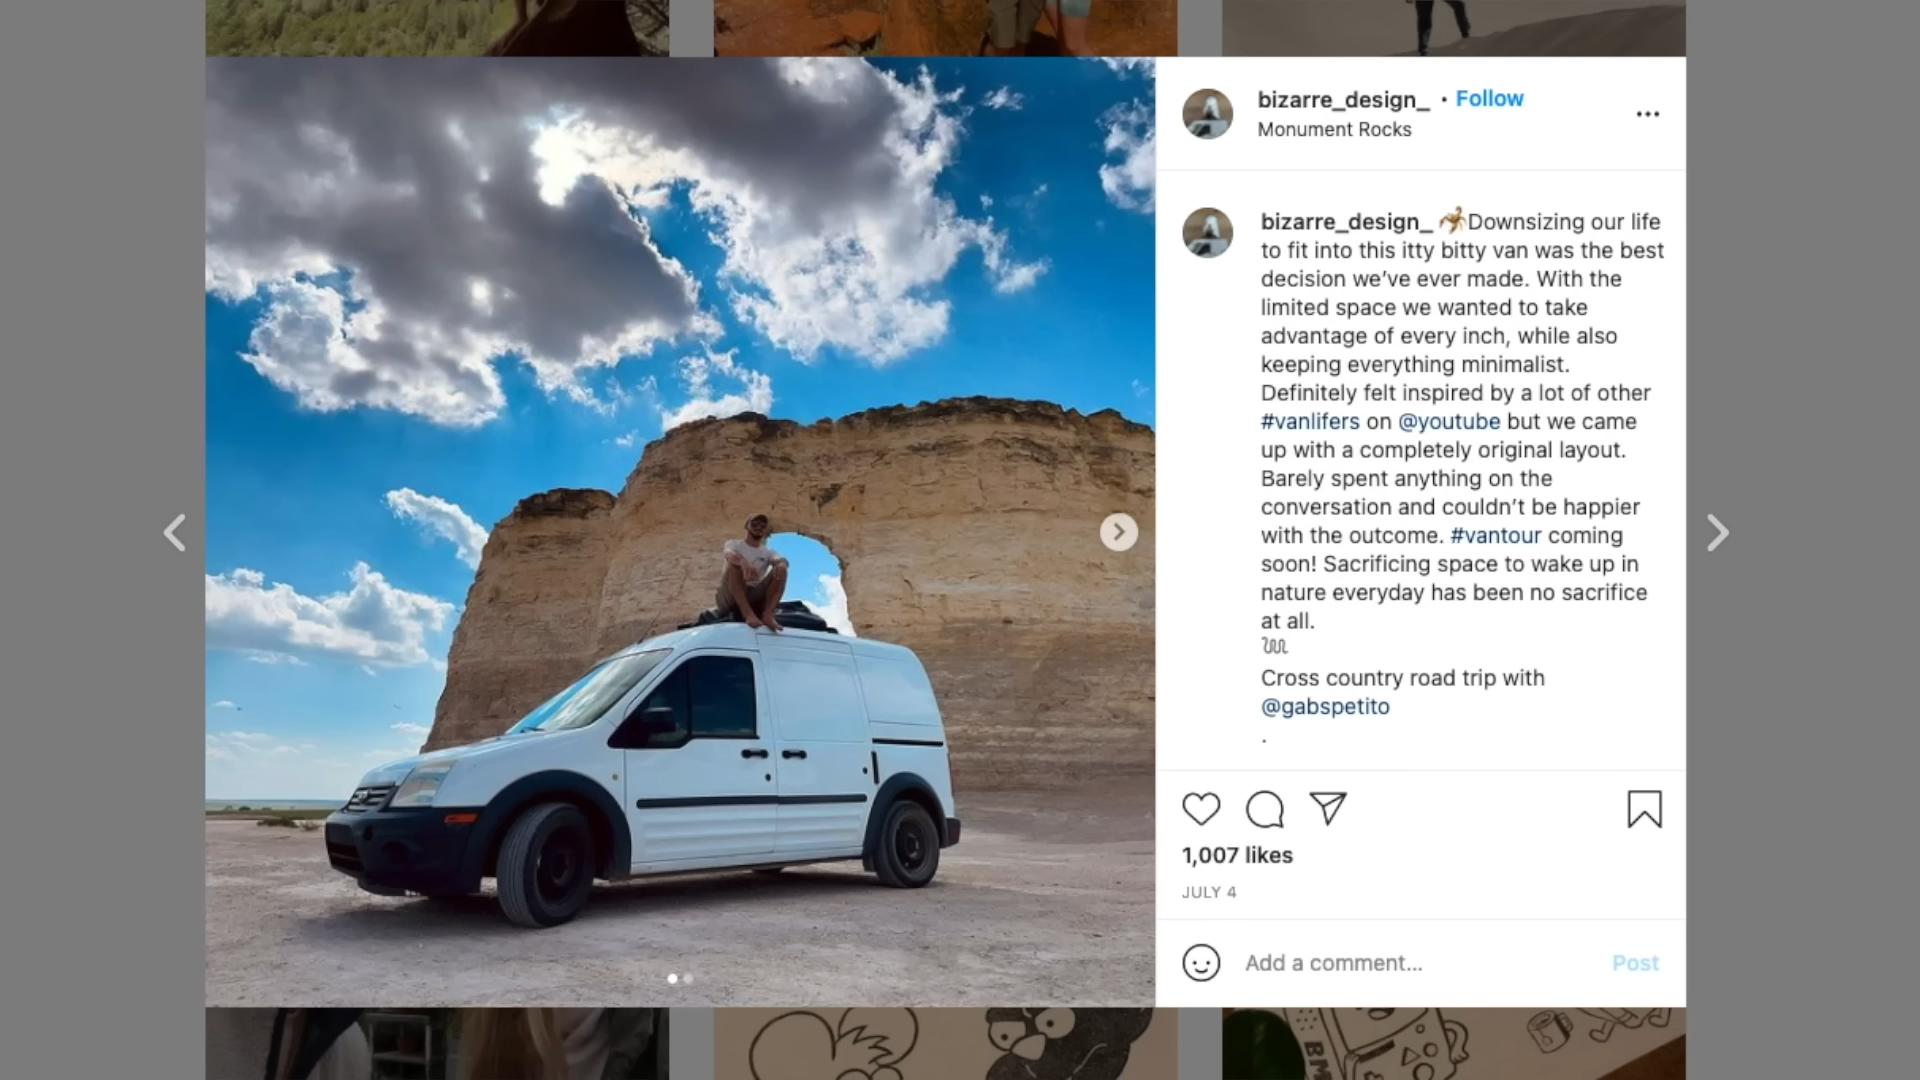 bizarre_design_ • Follow
Monument Rocks
bizarre_design_ 🦂Downsizing our life
to fit into this itty bitty van was the best
decision we've ever made. With the
limited space we wanted to take
advantage of every inch, while also
keeping everything minimalist.
Definitely felt inspired by a lot of other
#vanlifers on @youtube but we came
up with a completely original layout.
Barely spent anything on the
conversation and couldn't be happier
with the outcome. #vantour coming
soon! Sacrificing space to wake up in
nature everyday has been no sacrifice
at all.
Cross country road trip with
@gabspetito
.
1,007 likes
JULY 4
Add a comment... Post